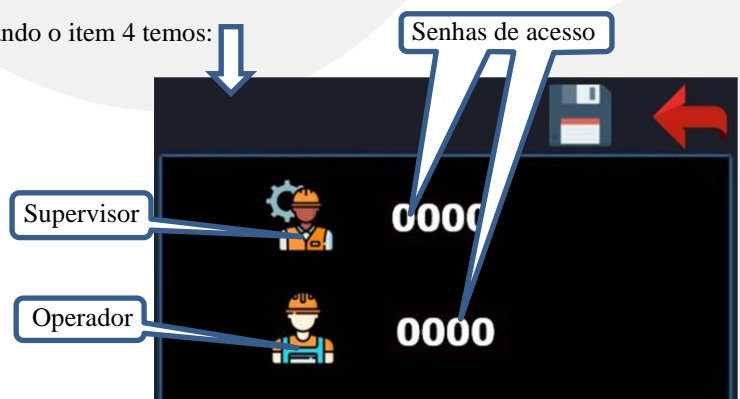 ndo o item 4 temos:
Senhas de acesso
Supervisor
0000
Operador
0000